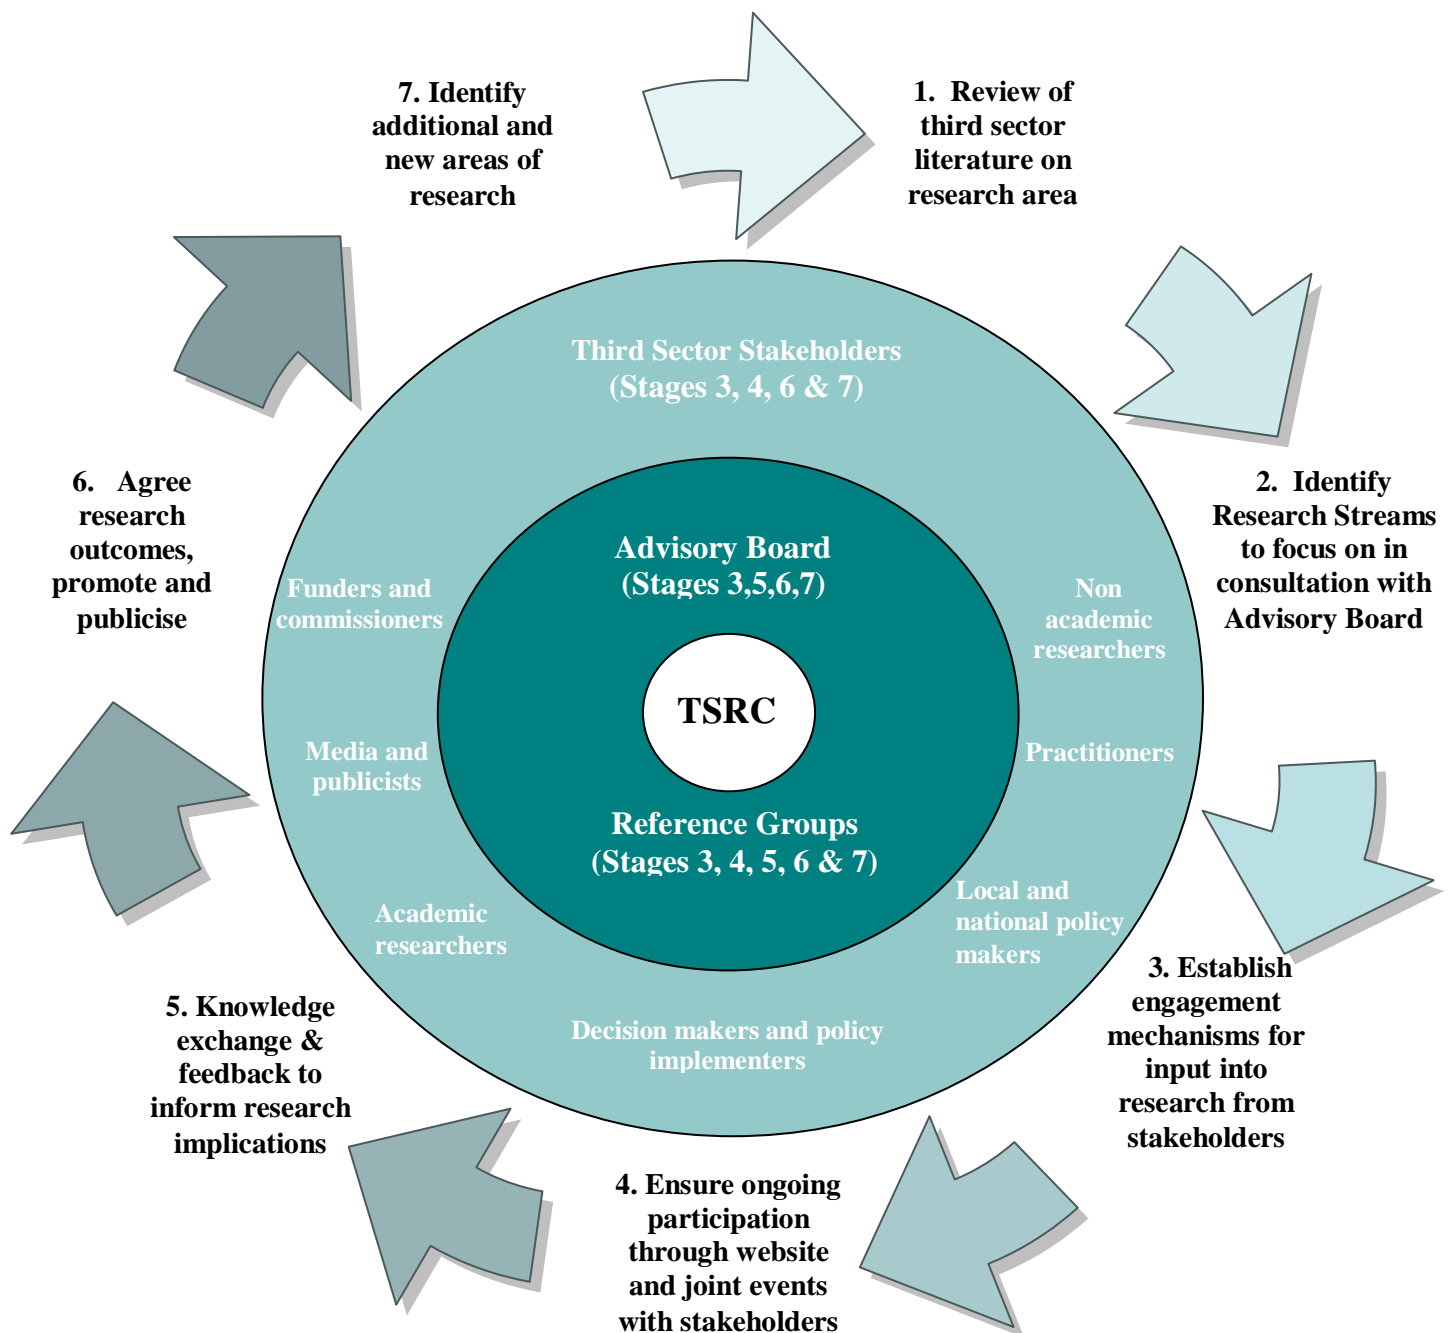 7. Identify
additional and
new areas of
research
1. Review of
third sector
literature on
research area
Third Sector Stakeholders
(Stages 3, 4, 6 & 7)
6. Agree
research
outcomes,
promote and
publicise
2. Identify
Research Streams
to focus on in
consultation with
Advisory Board
Advisory Board
(Stages 3,5,6,7)
Funders and
commissioners
Non
academic
researchers
TSRC
Media and
publicists
Practitioners
Reference Groups
(Stages 3, 4, 5, 6 & 7)
Academic
researchers
Local and
national policy
makers
3. Establish
engagement
mechanisms for
input into
research from
stakeholders
5. Knowledge
exchange &
feedback to
inform research
implications
Decision makers and policy
implementers
4. Ensure ongoing
participation
through website
and joint events
with stakeholders